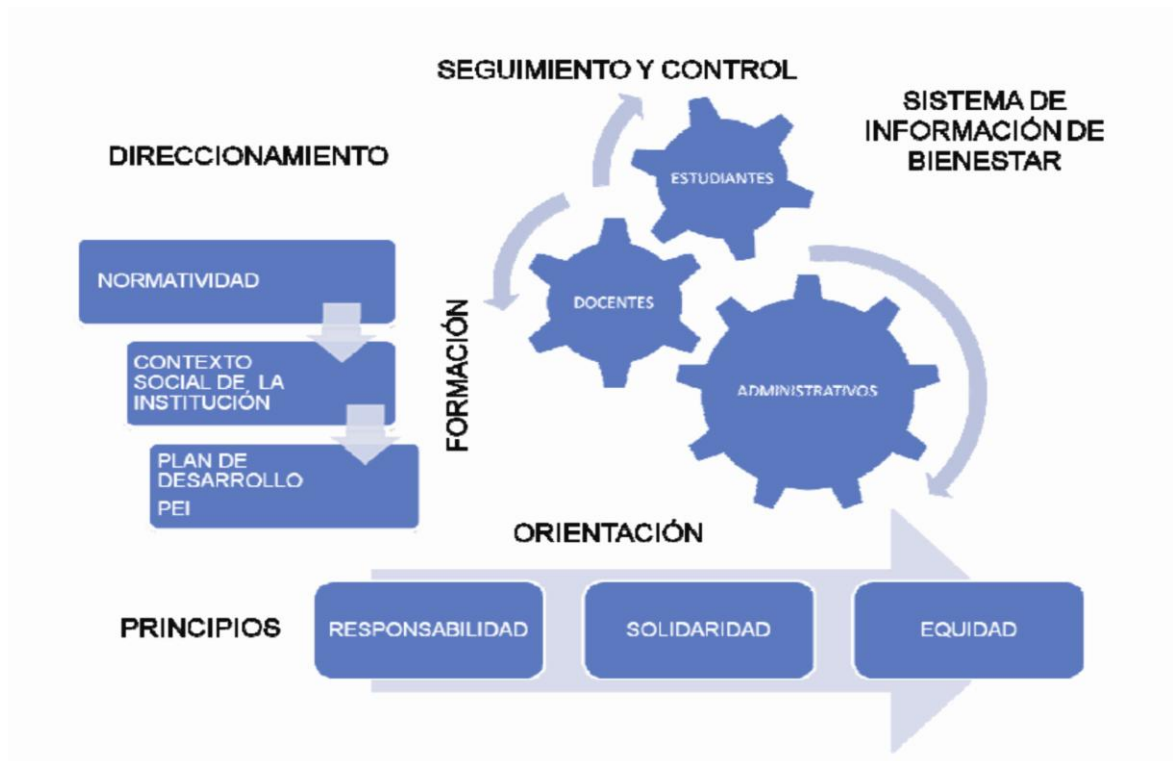 SEGUIMIENTO Y CONTROL
SISTEMA DE
INFORMACIÓN DE
BIENESTAR
DIRECCIONAMIENTO
ESTUDIANTES
NORMATIVIDAD
DOCENTES
FORMACIÓN
CONTEXTO
SOCIAL DE LA
INSTITUCIÓN
ADMINISTRATIVOS
PLAN DE
DESARROLLO
PEI
ORIENTACIÓN
PRINCIPIOS
RESPONSABILIDAD
SOLIDARIDAD
EQUIDAD